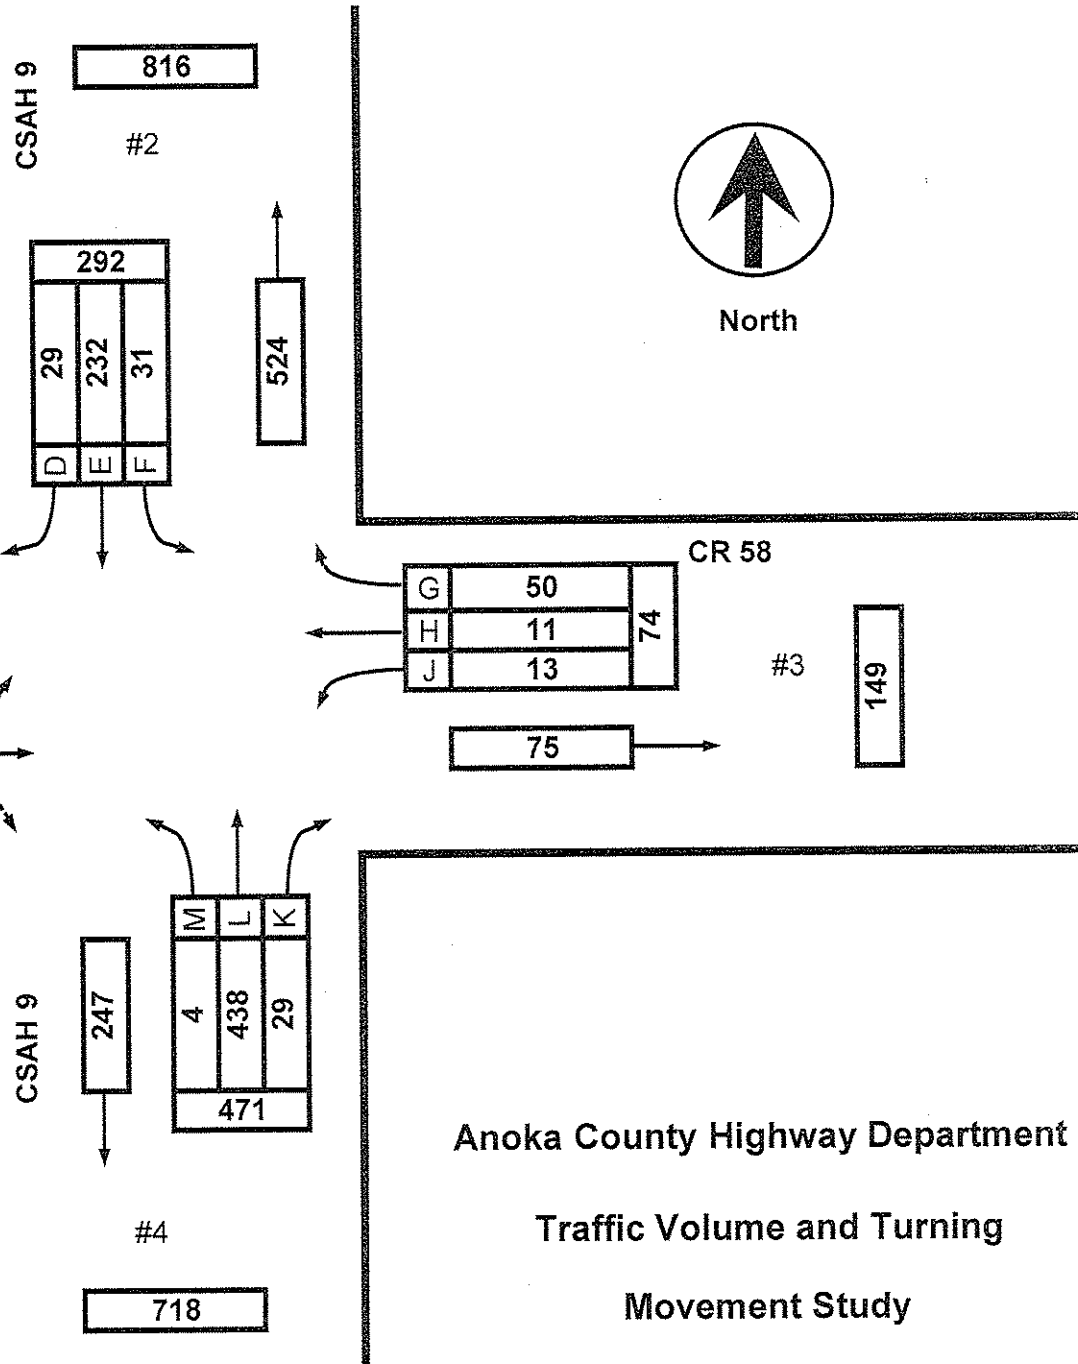 CSAH 9
816
#2
292
29
232
31
D
E
F
524
North
CR 58
G
50
H
11
J
13
74
#3
149
75
CSAH 9
247
M
L
K
4
438
29
471
#4
718
Anoka County Highway Department
Traffic Volume and Turning
Movement Study